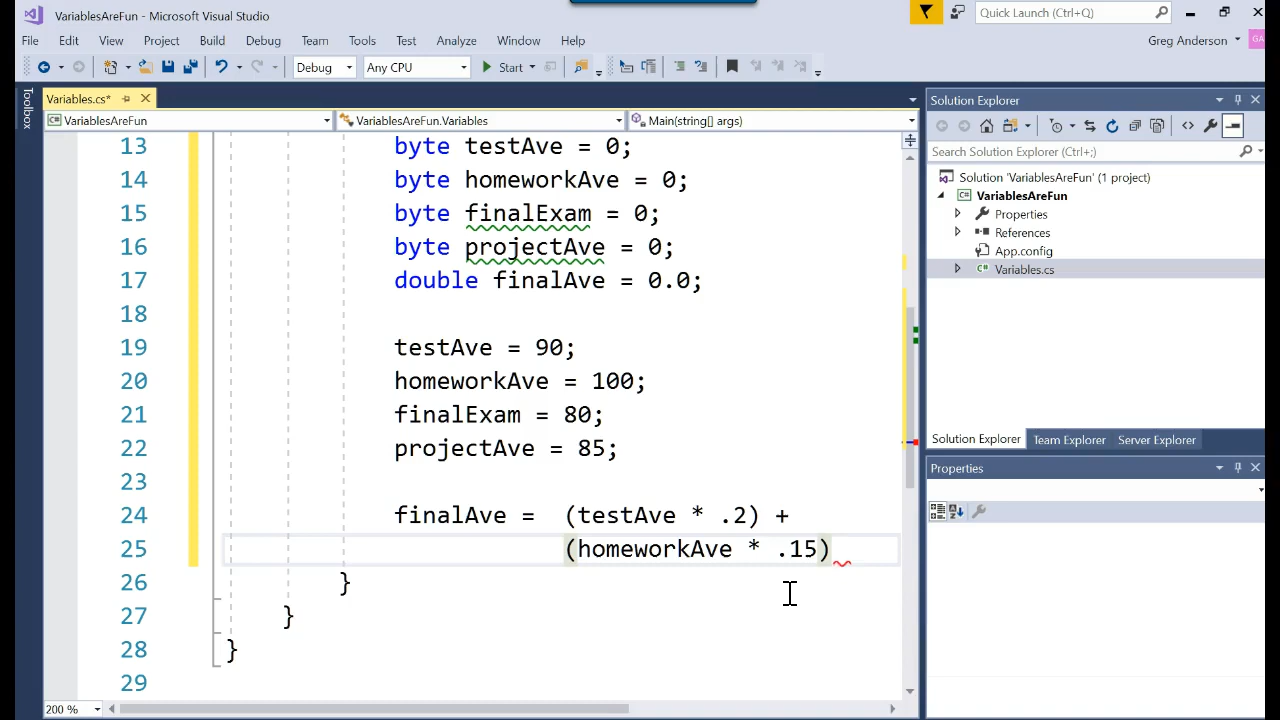 VariablesAreFun - Microsoft Visual Studio
Quick Launch (Ctrl+Q)
File Edit View Project Build Debug Team Tools Test Analyze Window Help
Greg Anderson GA
Debug Any CPU Start
Toolbox
Variables.cs*
VariablesAreFun VariablesAreFun.Variables Main(string[] args)
13 byte testAve = 0;
14 byte homeworkAve = 0;
15 byte finalExam = 0;
16 byte projectAve = 0;
17 double finalAve = 0.0;
18
19 testAve = 90;
20 homeworkAve = 100;
21 finalExam = 80;
22 projectAve = 85;
23
24 finalAve =  (testAve * .2) +
25 (homeworkAve * .15)
26 }
27 }
28 }
29
200 %
Solution Explorer
Search Solution Explorer (Ctrl+;)
Solution 'VariablesAreFun' (1 project)
C# VariablesAreFun
Properties
References
App.config
C# Variables.cs
Solution Explorer Team Explorer Server Explorer
Properties